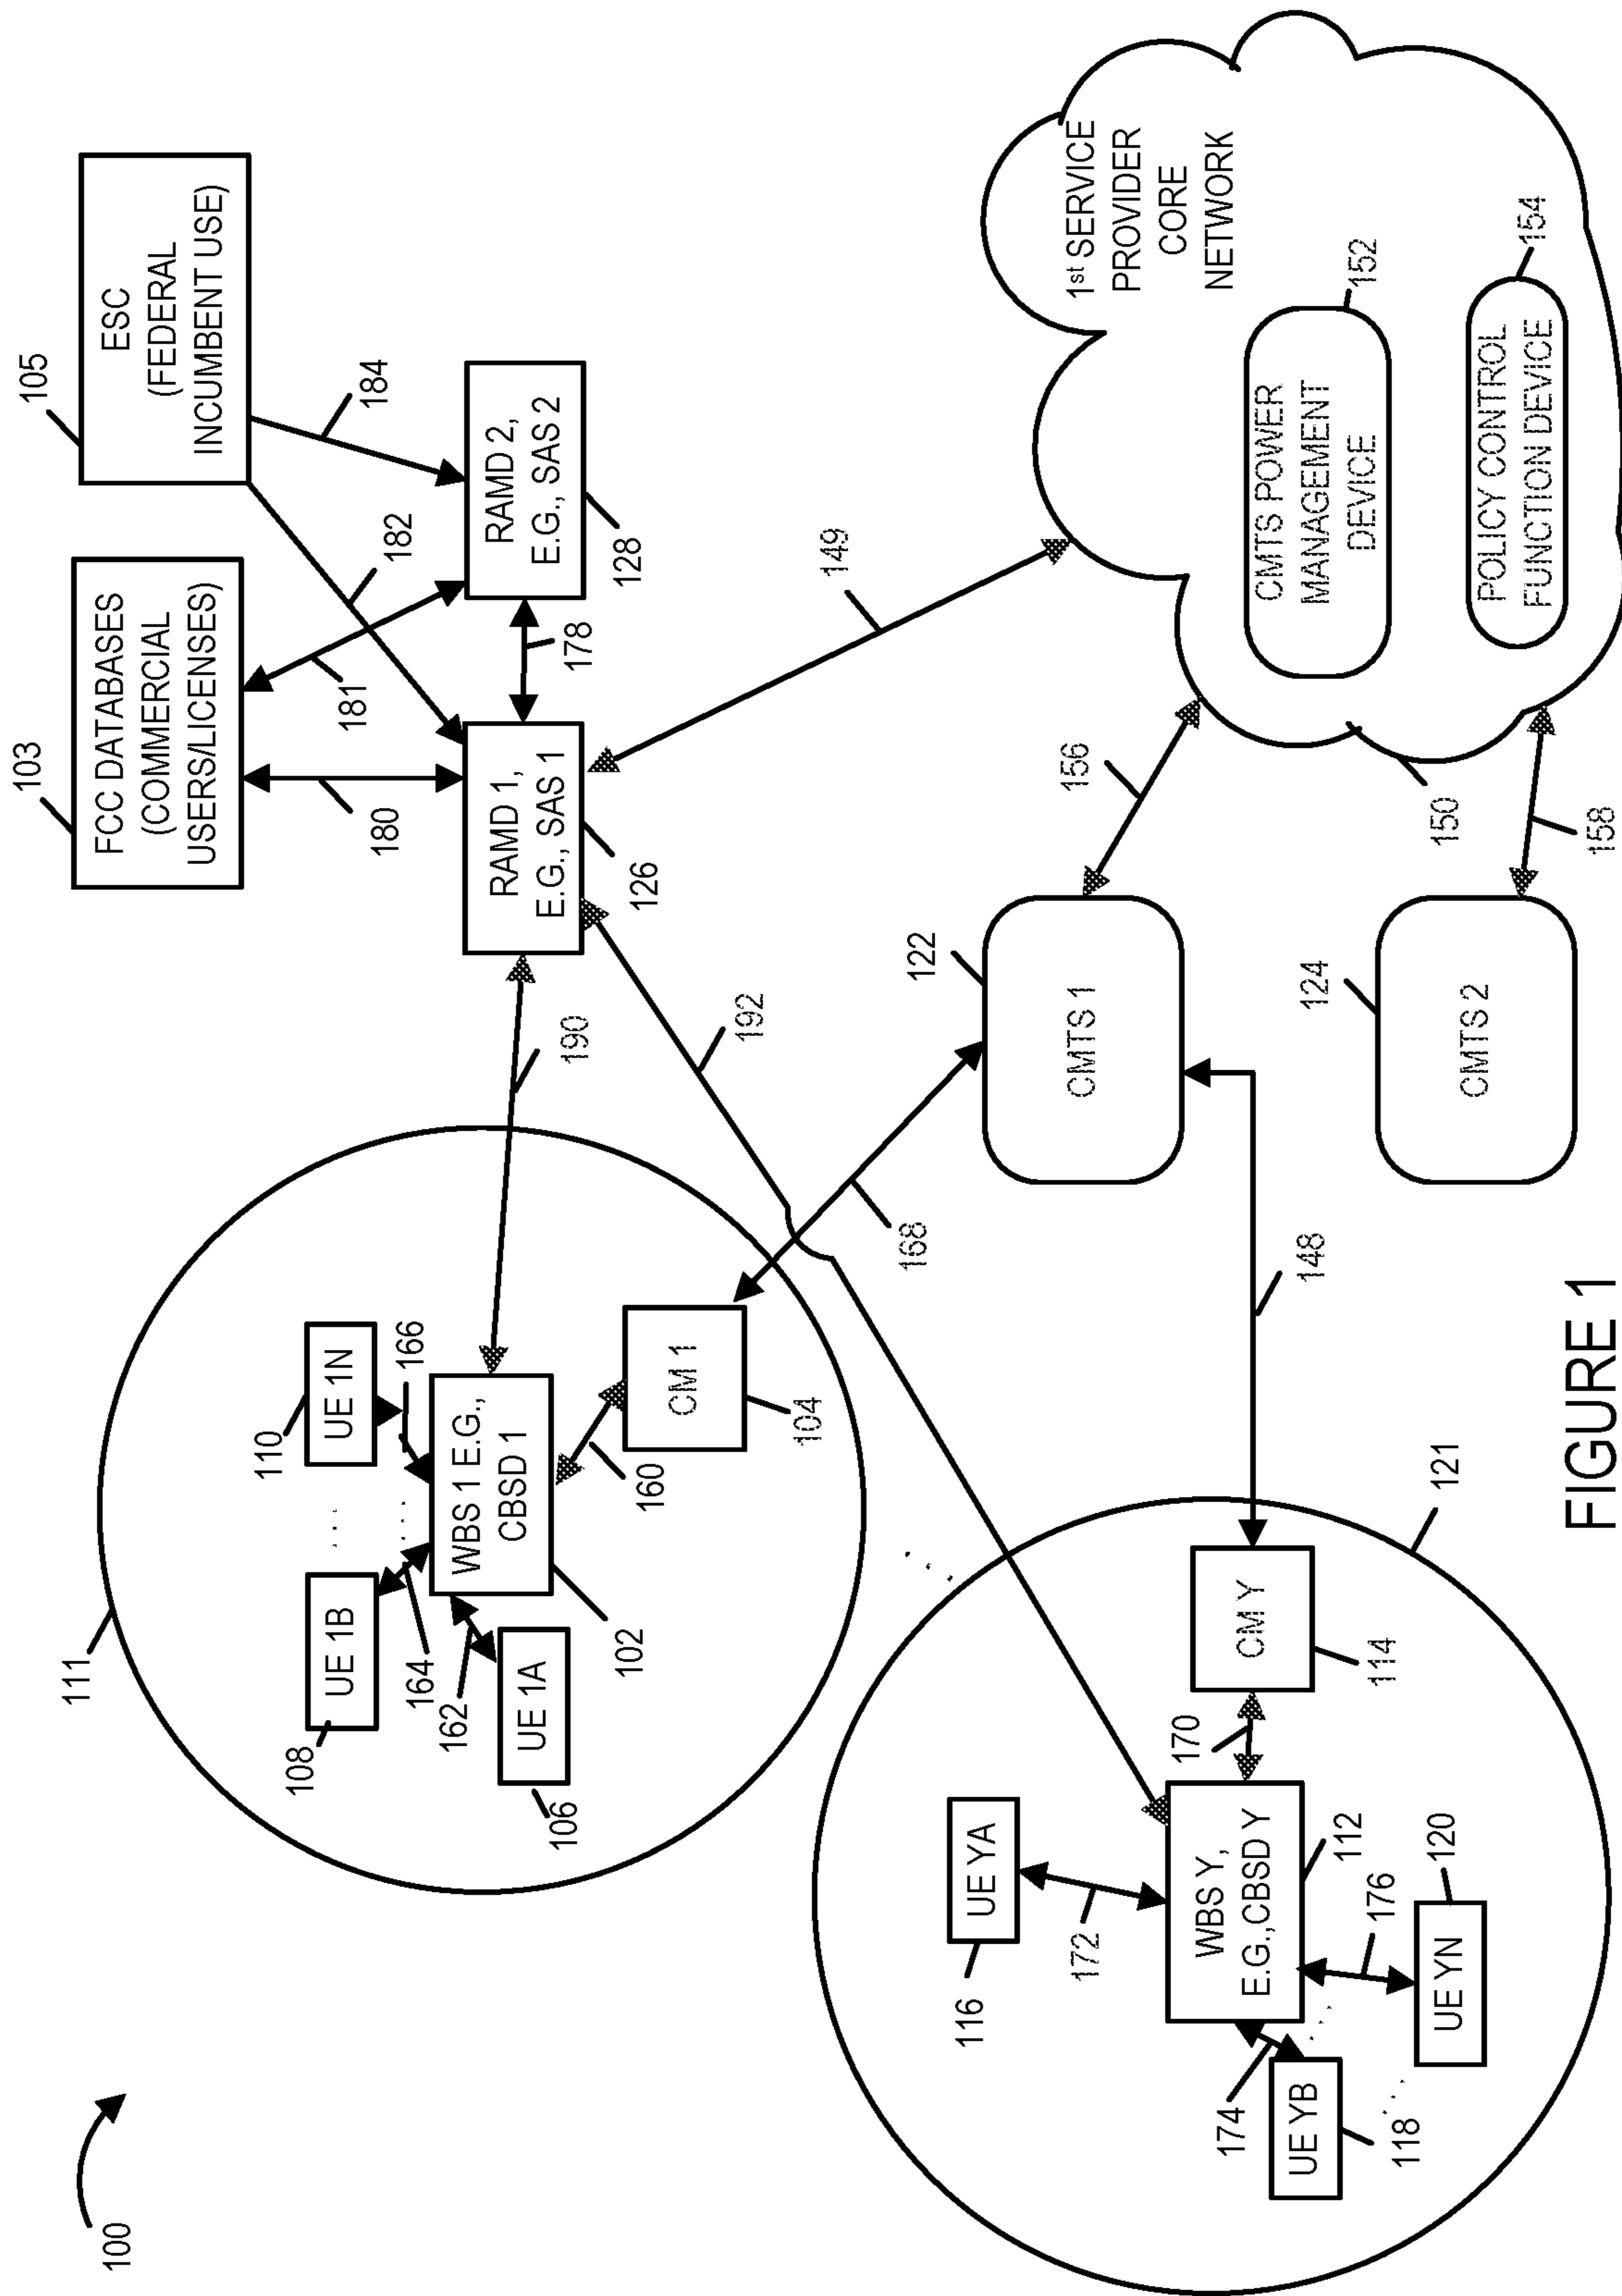 100
111
110
UE 1N
166
108
UE 1B
164
162
UE 1A
106
WBS 1 E.G.,
CBSD 1
102
160
CM 1
104
190
192
168
103
FCC DATABASES
(COMMERCIAL
USERS/LICENSES)
105
ESC
(FEDERAL
INCUMBENT USE)
180
181
182
184
RAMD 1,
E.G., SAS 1
126
178
RAMD 2,
E.G., SAS 2
128
149
116
UE YA
172
WBS Y,
E.G.,CBSD Y
112
170
CM Y
114
174
UE YB
118
176
UE YN
120
121
148
122
CMTS 1
124
CMTS 2
156
158
150
1st SERVICE
PROVIDER
CORE
NETWORK
CMTS POWER
MANAGEMENT
DEVICE
152
POLICY CONTROL
FUNCTION DEVICE
154
FIGURE 1